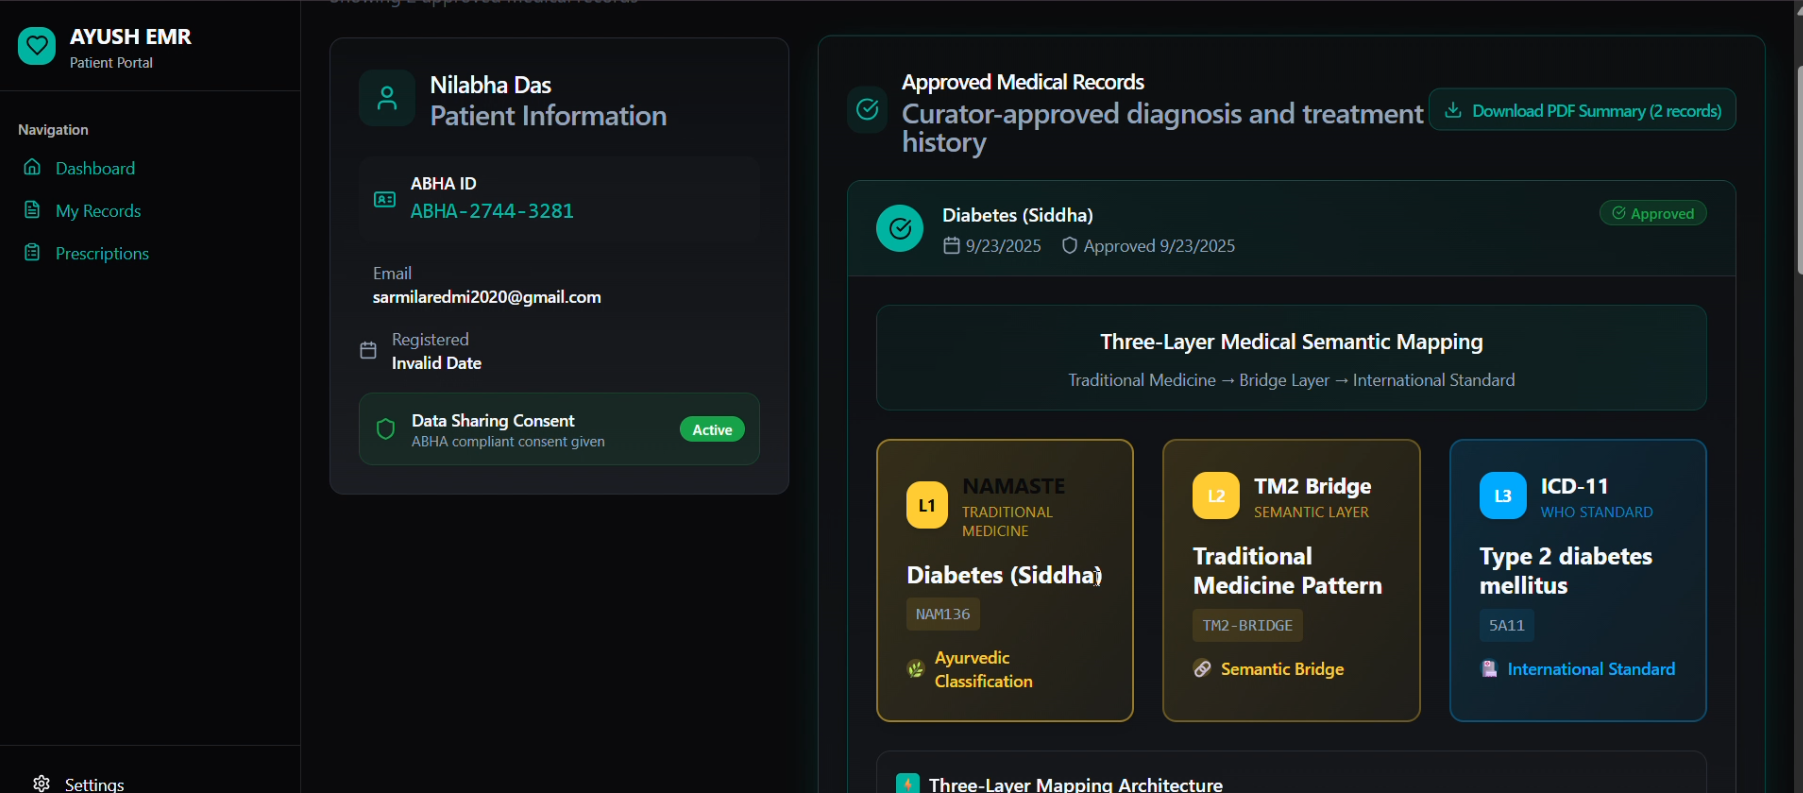 AYUSH EMR
Patient Portal
Navigation
Dashboard
My Records
Prescriptions
Settings
Showing 2 approved medical records
Nilabha Das
Patient Information
ABHA ID
ABHA-2744-3281
Email
sarmilaredmi2020@gmail.com
Registered
Invalid Date
Data Sharing Consent
ABHA compliant consent given
Active
Approved Medical Records
Curator-approved diagnosis and treatment
history
Download PDF Summary (2 records)
Diabetes (Siddha)
9/23/2025 Approved 9/23/2025
Approved
Three-Layer Medical Semantic Mapping
Traditional Medicine → Bridge Layer → International Standard
L1
NAMASTE
TRADITIONAL
MEDICINE
Diabetes (Siddha)
NAM136
Ayurvedic
Classification
L2
TM2 Bridge
SEMANTIC LAYER
Traditional
Medicine Pattern
TM2-BRIDGE
Semantic Bridge
L3
ICD-11
WHO STANDARD
Type 2 diabetes
mellitus
5A11
International Standard
Three-Layer Mapping Architecture